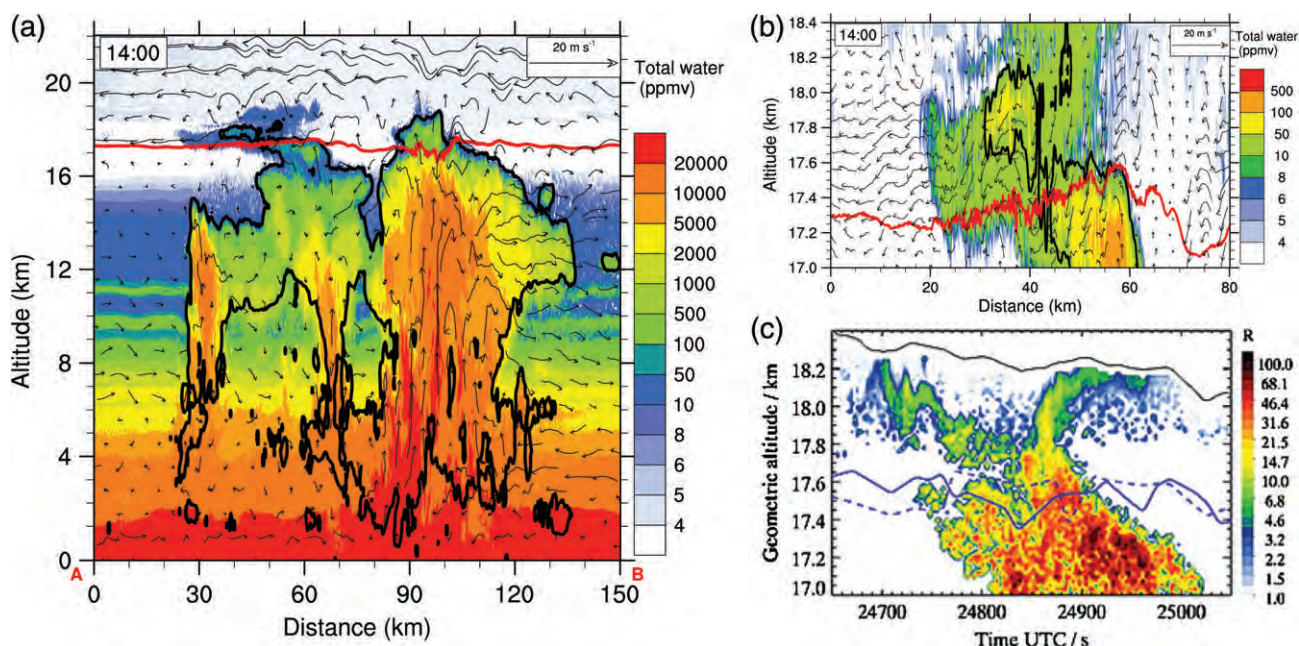 (a)
14:00
20 m s⁻¹
Total water
(ppmv)
20000
10000
5000
2000
1000
500
100
50
10
8
6
5
4
20
16
12
8
4
0
Altitude (km)
A
B
0 30 60 90 120 150
Distance (km)
(b)
14:00
20 m s⁻¹
Total water
(ppmv)
500
100
50
10
8
6
5
4
18.4
18.2
18.0
17.8
17.6
17.4
17.2
17.0
Altitude (km)
0 20 40 60 80
Distance (km)
(c)
R
100.0
68.1
46.4
31.6
21.5
14.7
10.0
6.8
4.6
3.2
2.2
1.5
1.0
18.2
18.0
17.8
17.6
17.4
17.2
17.0
Geometric altitude / km
24700 24800 24900 25000
Time UTC / s